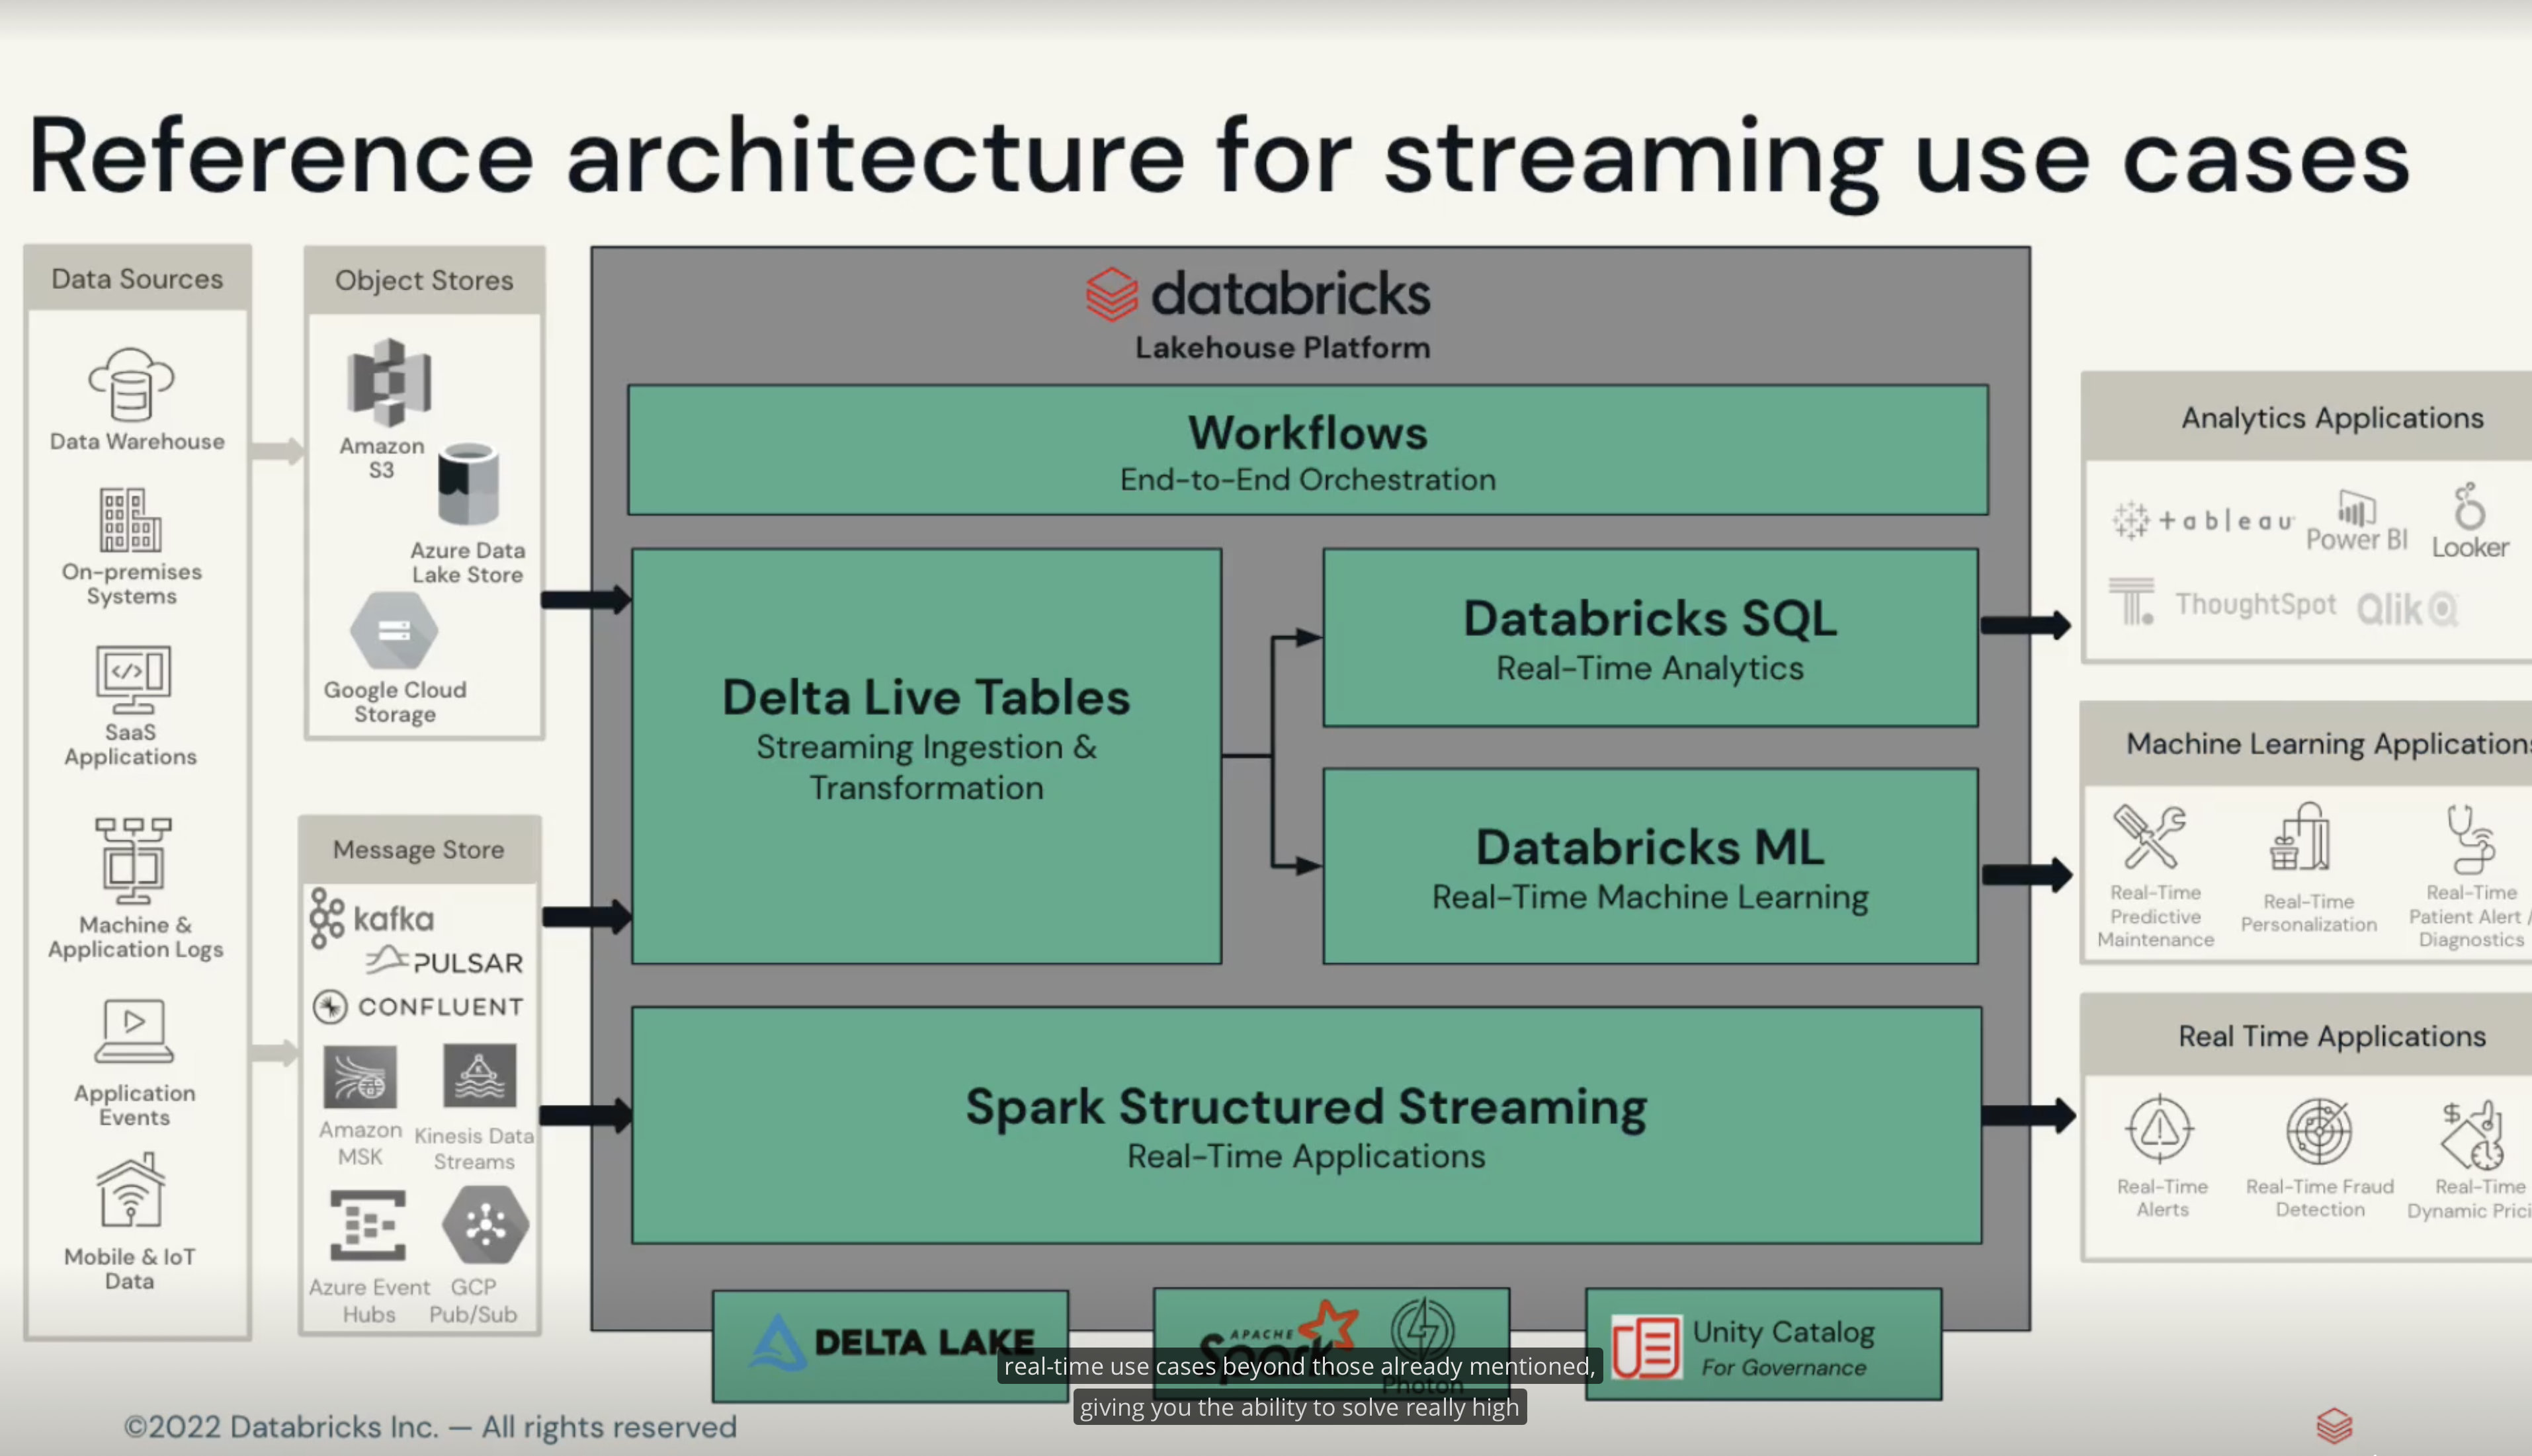 Reference architecture for streaming use cases
Data Sources
Data Warehouse
On-premises
Systems
SaaS
Applications
Machine &
Application Logs
Application
Events
Mobile & IoT
Data
Object Stores
Amazon
S3
Azure Data
Lake Store
Google Cloud
Storage
Message Store
kafka
PULSAR
CONFLUENT
Amazon
MSK
Kinesis Data
Streams
Azure Event
Hubs
GCP
Pub/Sub
databricks
Lakehouse Platform
Workflows
End-to-End Orchestration
Delta Live Tables
Streaming Ingestion &
Transformation
Databricks SQL
Real-Time Analytics
Databricks ML
Real-Time Machine Learning
Spark Structured Streaming
Real-Time Applications
DELTA LAKE
APACHE
Spark
Photon
Unity Catalog
For Governance
Analytics Applications
+ a b l e a u
Power BI
Looker
ThoughtSpot
Qlik
Machine Learning Applications
Real-Time
Predictive
Maintenance
Real-Time
Personalization
Real-Time
Patient Alert /
Diagnostics
Real Time Applications
Real-Time
Alerts
Real-Time Fraud
Detection
Real-Time
Dynamic Prici
real-time use cases beyond those already mentioned,
giving you the ability to solve really high
©2022 Databricks Inc. — All rights reserved